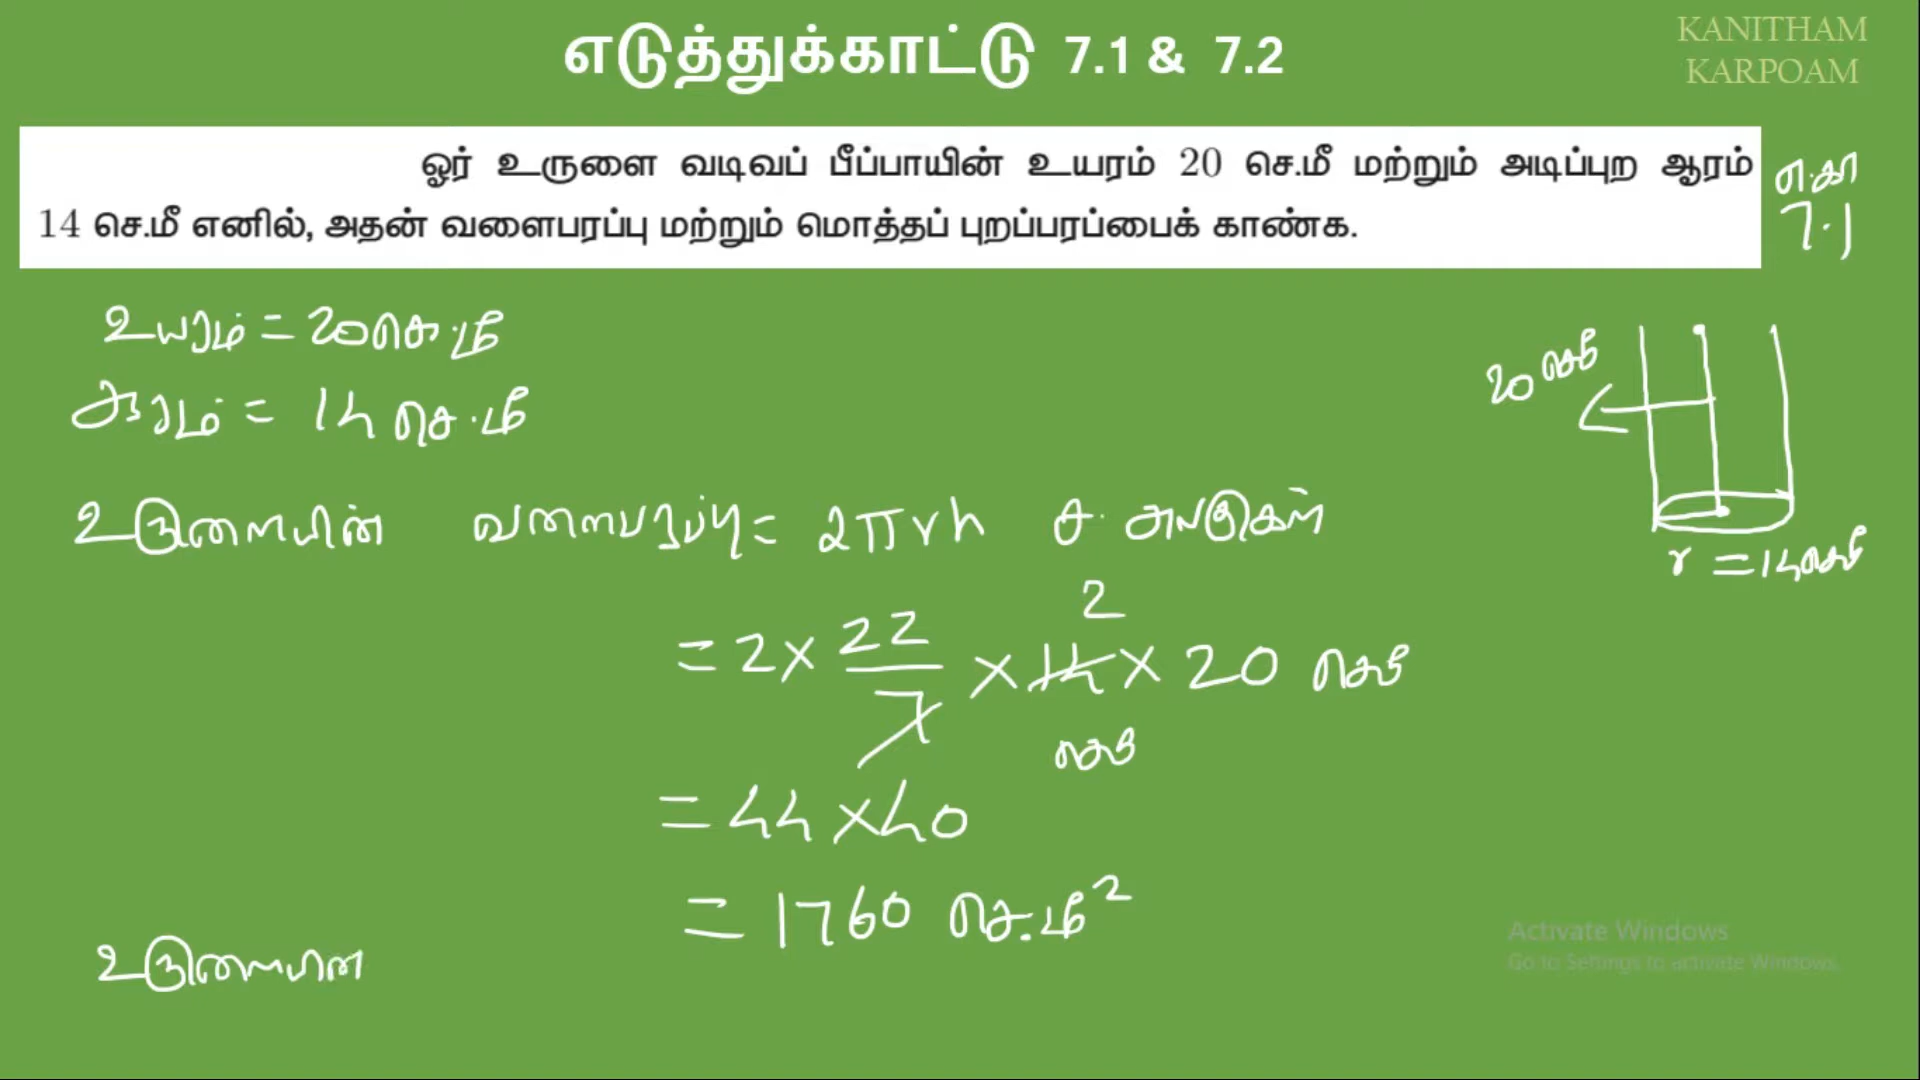 எடுத்துக்காட்டு 7.1 & 7.2
KANITHAM
KARPOAM
ஓர் உருளை வடிவப் பீப்பாயின் உயரம் 20 செ.மீ மற்றும் அடிப்புற ஆரம்
14 செ.மீ எனில், அதன் வளைபரப்பு மற்றும் மொத்தப் புறப்பரப்பைக் காண்க.
எ.கா
7.1
உயரம் = 20 செ.மீ
ஆரம் = 14 செ.மீ
20 செமீ
r = 14 செமீ
உருளையின் வளைபரப்பு = 2πrh ச. அலகுகள்
2
= 2 × 22/7 × 14 × 20 செமீ
செமீ
= 44 × 40
= 1760 செ.மீ²
உருளையின
Activate Windows
Go to Settings to activate Windows.